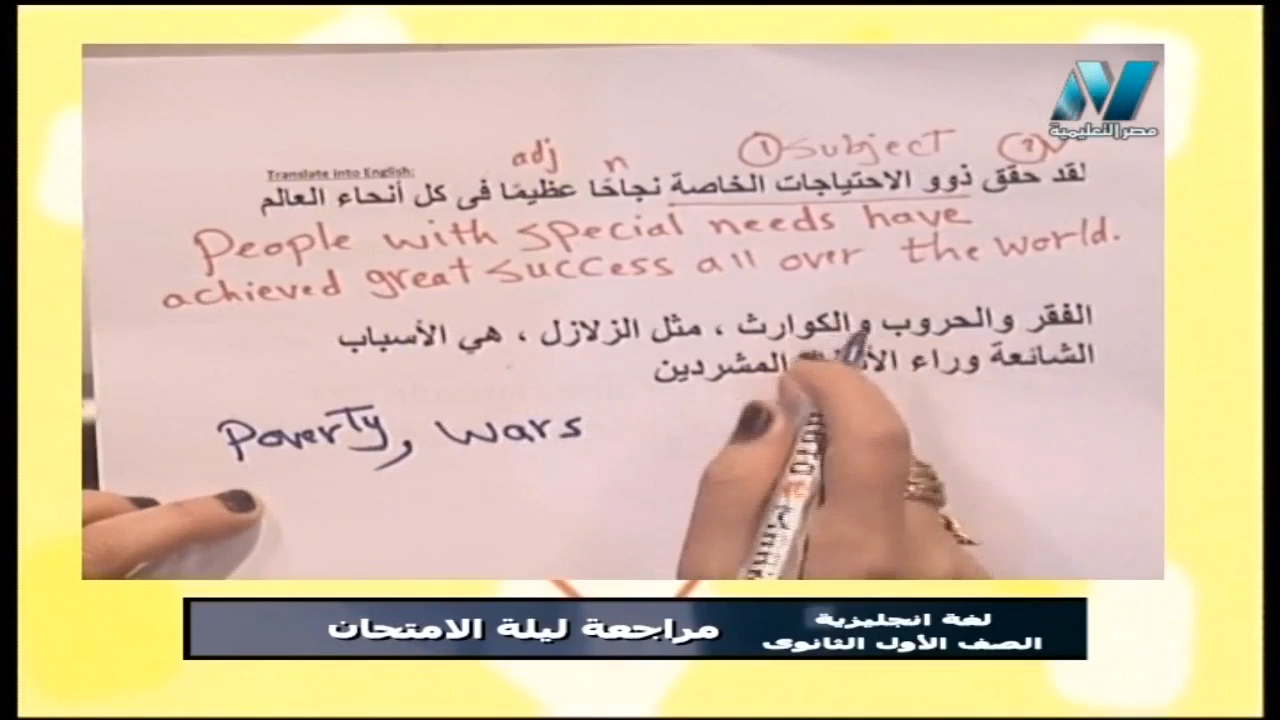 مصر التعليمية
adj n ① subject ② v
Translate into English:
لقد حقق ذوو الاحتياجات الخاصة نجاحًا عظيمًا فى كل أنحاء العالم
People with special needs have
achieved great success all over the world.
الفقر والحروب والكوارث ، مثل الزلازل ، هي الأسباب
الشائعة وراء المشردين
Poverty, wars
لغة انجليزية
الصف الأول الثانوى
مراجعة ليلة الامتحان